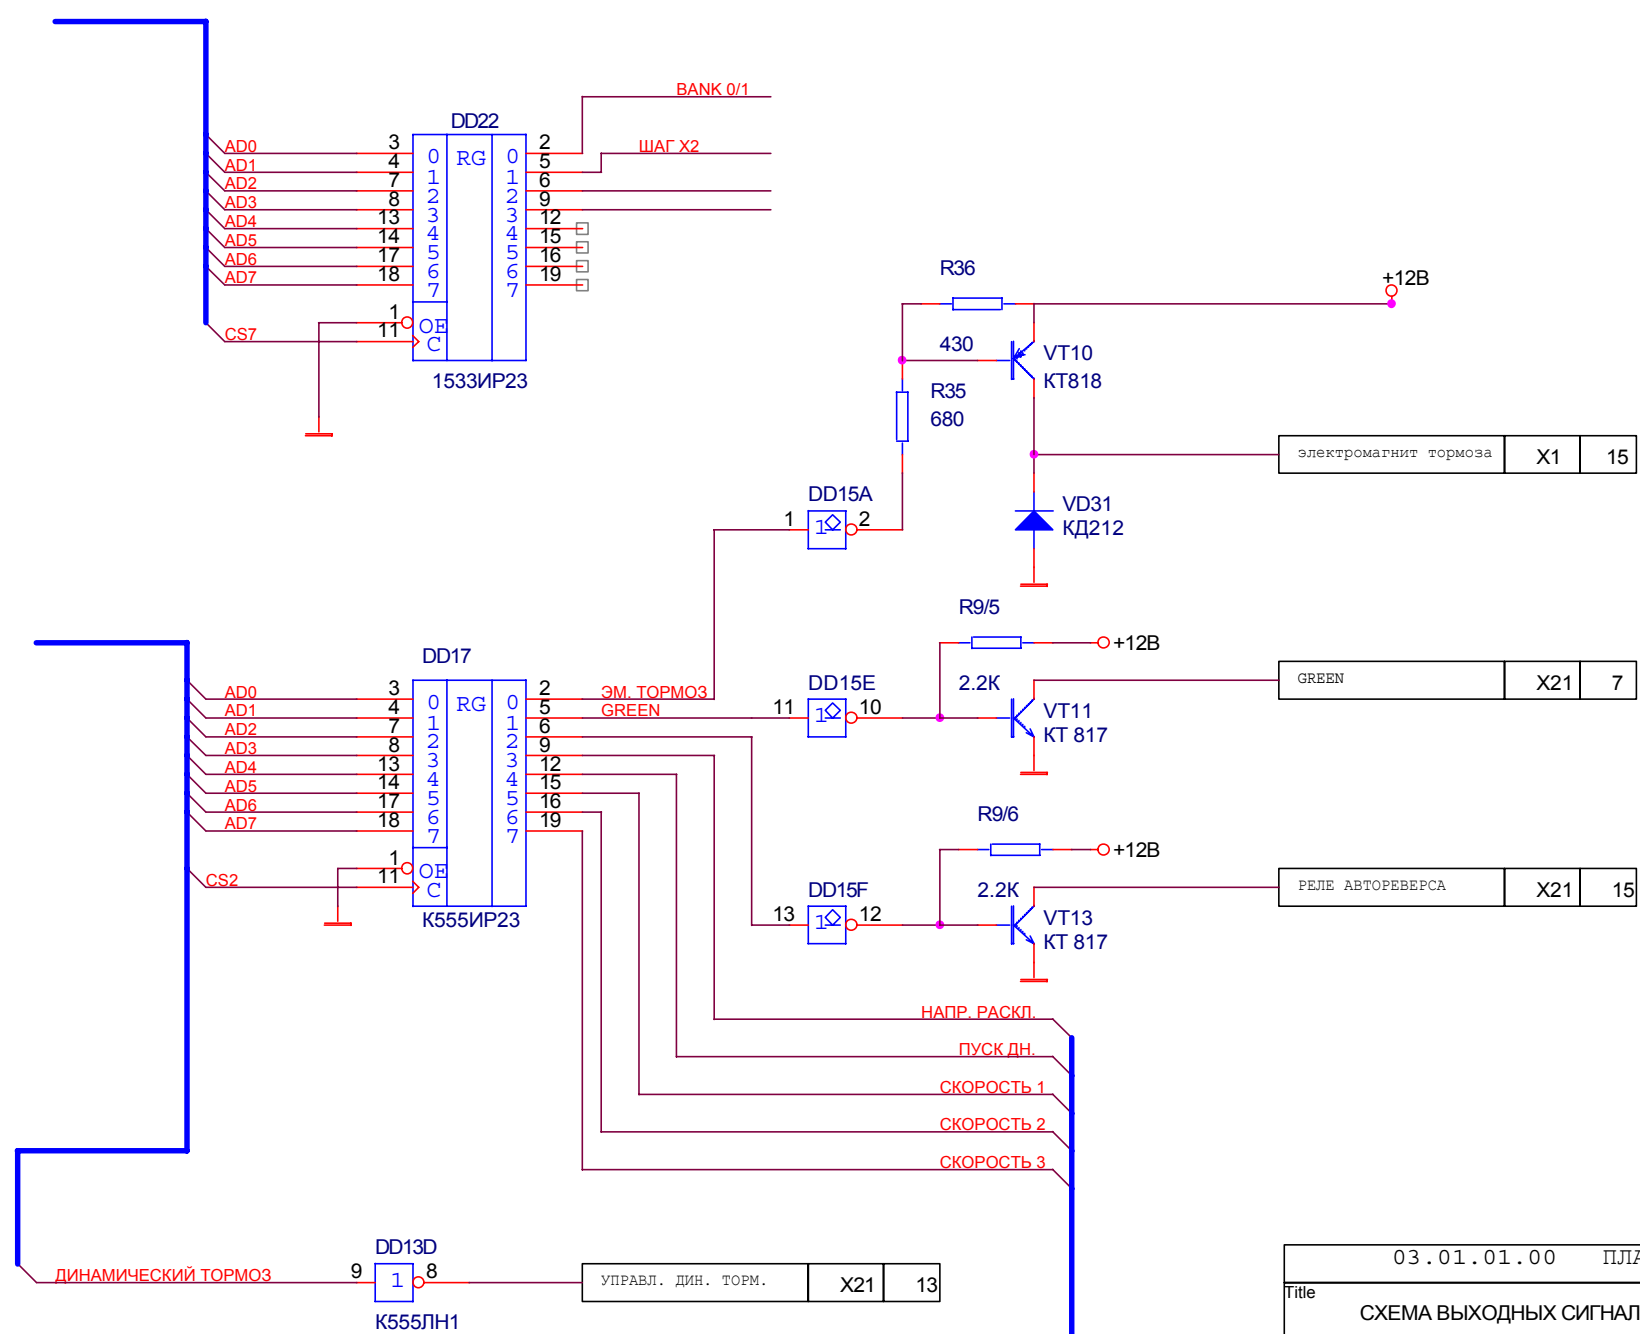 BANK 0/1
DD22
AD0 3 0 RG 0 2
AD1 4 1 1 5 ШАГ X2
AD2 7 2 2 6
AD3 8 3 3 9
AD4 13 4 4 12
AD5 14 5 5 15
AD6 17 6 6 16
AD7 18 7 7 19
1 OE
CS7 11 C
1533ИР23
R36
+12В
430
VT10
КТ818
R35
680
электромагнит тормоза X1 15
DD15A
1 1 2
VD31
КД212
R9/5
+12В
DD17
AD0 3 0 RG 0 2 ЭМ. ТОРМОЗ
AD1 4 1 1 5 GREEN
AD2 7 2 2 6
AD3 8 3 3 9
AD4 13 4 4 12
AD5 14 5 5 15
AD6 17 6 6 16
AD7 18 7 7 19
1 OE
CS2 11 C
К555ИР23
DD15E
11 1 10
2.2К
GREEN X21 7
VT11
КТ 817
R9/6
+12В
DD15F
13 1 12
2.2К
РЕЛЕ АВТОРЕВЕРСА X21 15
VT13
КТ 817
НАПР. РАСКЛ.
ПУСК ДН.
СКОРОСТЬ 1
СКОРОСТЬ 2
СКОРОСТЬ 3
DD13D
ДИНАМИЧЕСКИЙ ТОРМОЗ 9 1 8
УПРАВЛ. ДИН. ТОРМ. X21 13
К555ЛН1
03.01.01.00 ПЛА
Title
СХЕМА ВЫХОДНЫХ СИГНАЛ